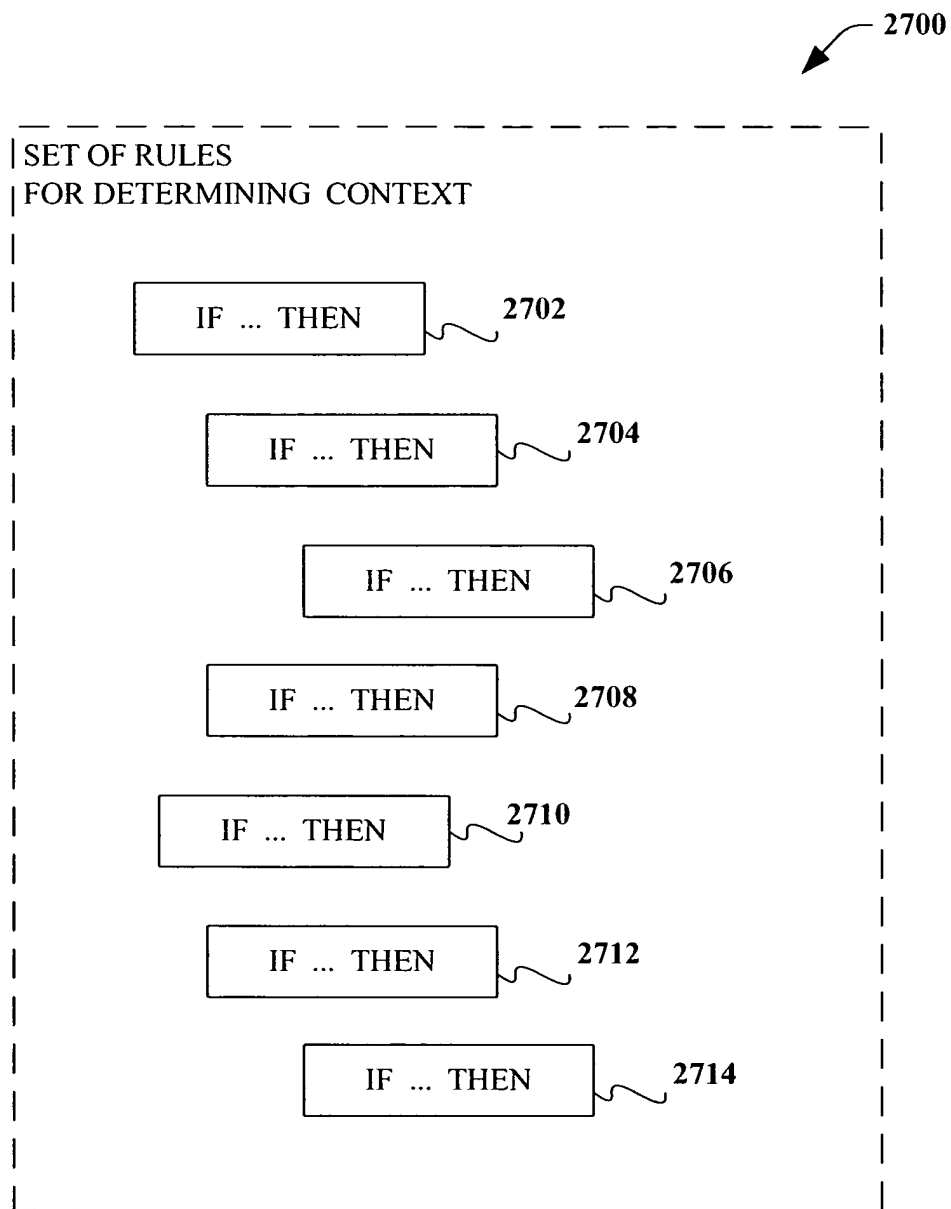 2700
SET OF RULES
FOR DETERMINING CONTEXT
IF ... THEN
2702
IF ... THEN
2704
IF ... THEN
2706
IF ... THEN
2708
IF ... THEN
2710
IF ... THEN
2712
IF ... THEN
2714